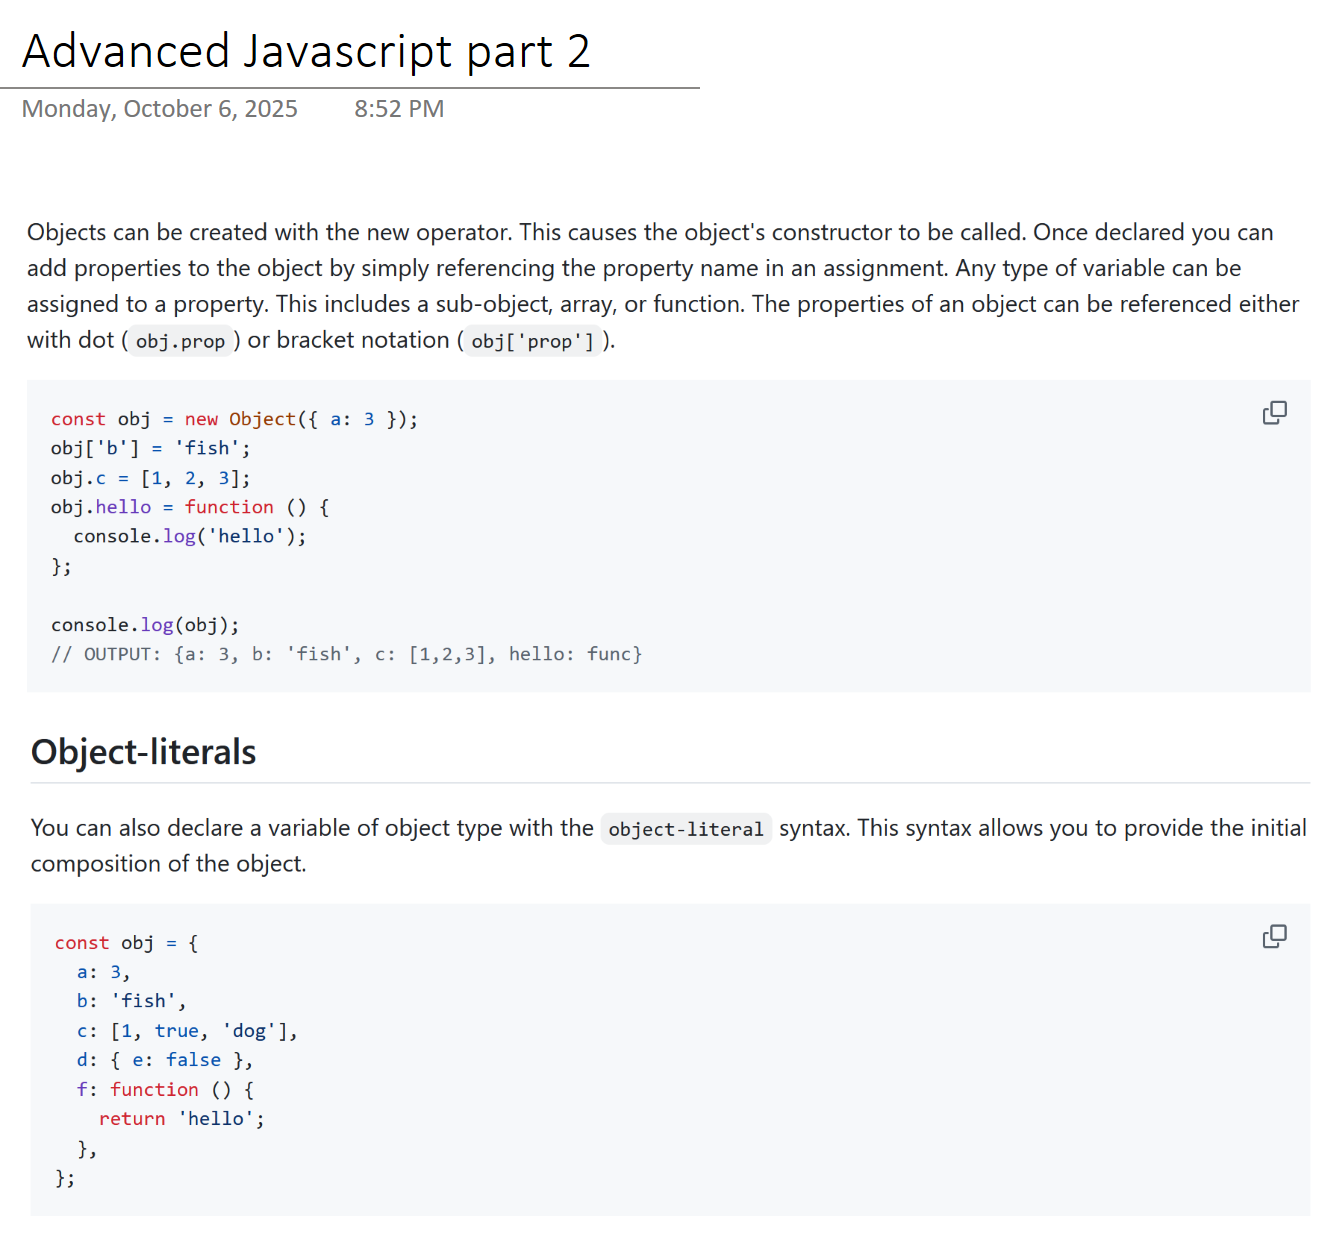 Advanced Javascript part 2
Monday, October 6, 2025 8:52 PM
Objects can be created with the new operator. This causes the object's constructor to be called. Once declared you can
add properties to the object by simply referencing the property name in an assignment. Any type of variable can be
assigned to a property. This includes a sub-object, array, or function. The properties of an object can be referenced either
with dot ( obj.prop ) or bracket notation ( obj['prop'] ).
const obj = new Object({ a: 3 });
obj['b'] = 'fish';
obj.c = [1, 2, 3];
obj.hello = function () {
  console.log('hello');
};
console.log(obj);
// OUTPUT: {a: 3, b: 'fish', c: [1,2,3], hello: func}
Object-literals
You can also declare a variable of object type with the object-literal syntax. This syntax allows you to provide the initial
composition of the object.
const obj = {
  a: 3,
  b: 'fish',
  c: [1, true, 'dog'],
  d: { e: false },
  f: function () {
    return 'hello';
  },
};